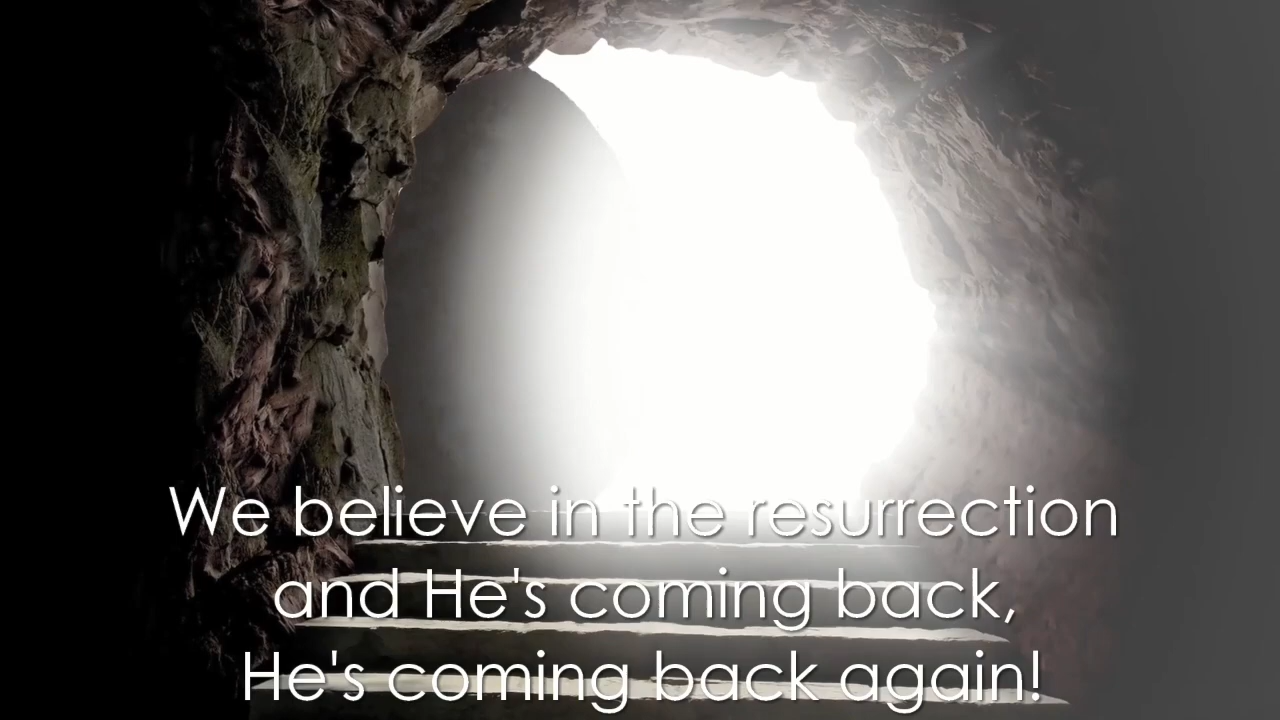 We believe in the resurrection
and He's coming back,
He's coming back again!